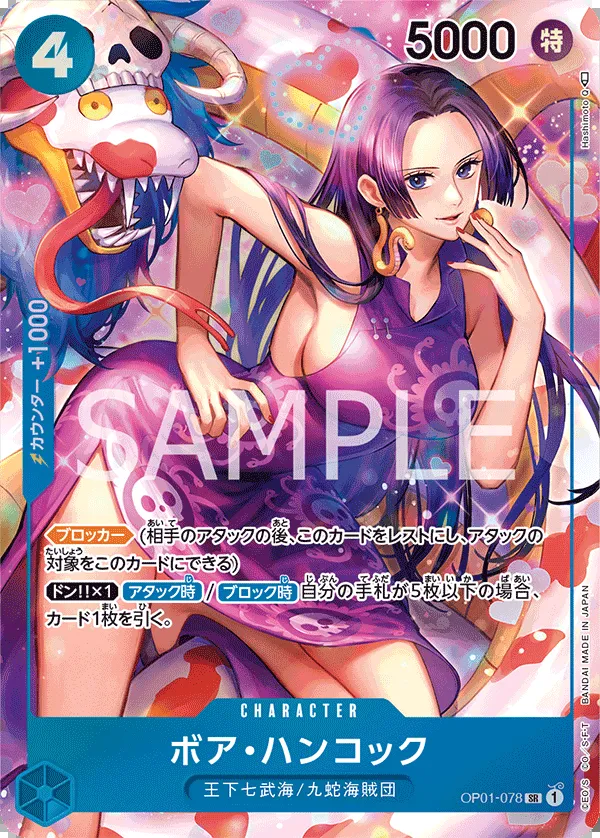 4
5000
特
Hashimoto Q
カウンター +1000
SAMPLE
ブロッカー (相手のアタックの後、このカードをレストにし、アタックの
対象をこのカードにできる)
ドン!!×1 アタック時 / ブロック時 自分の手札が5枚以下の場合、
カード1枚を引く。
CHARACTER
ボア・ハンコック
王下七武海/九蛇海賊団
OP01-078 SR 1
©E.O/S ©O/S・F・T BANDAI MADE IN JAPAN